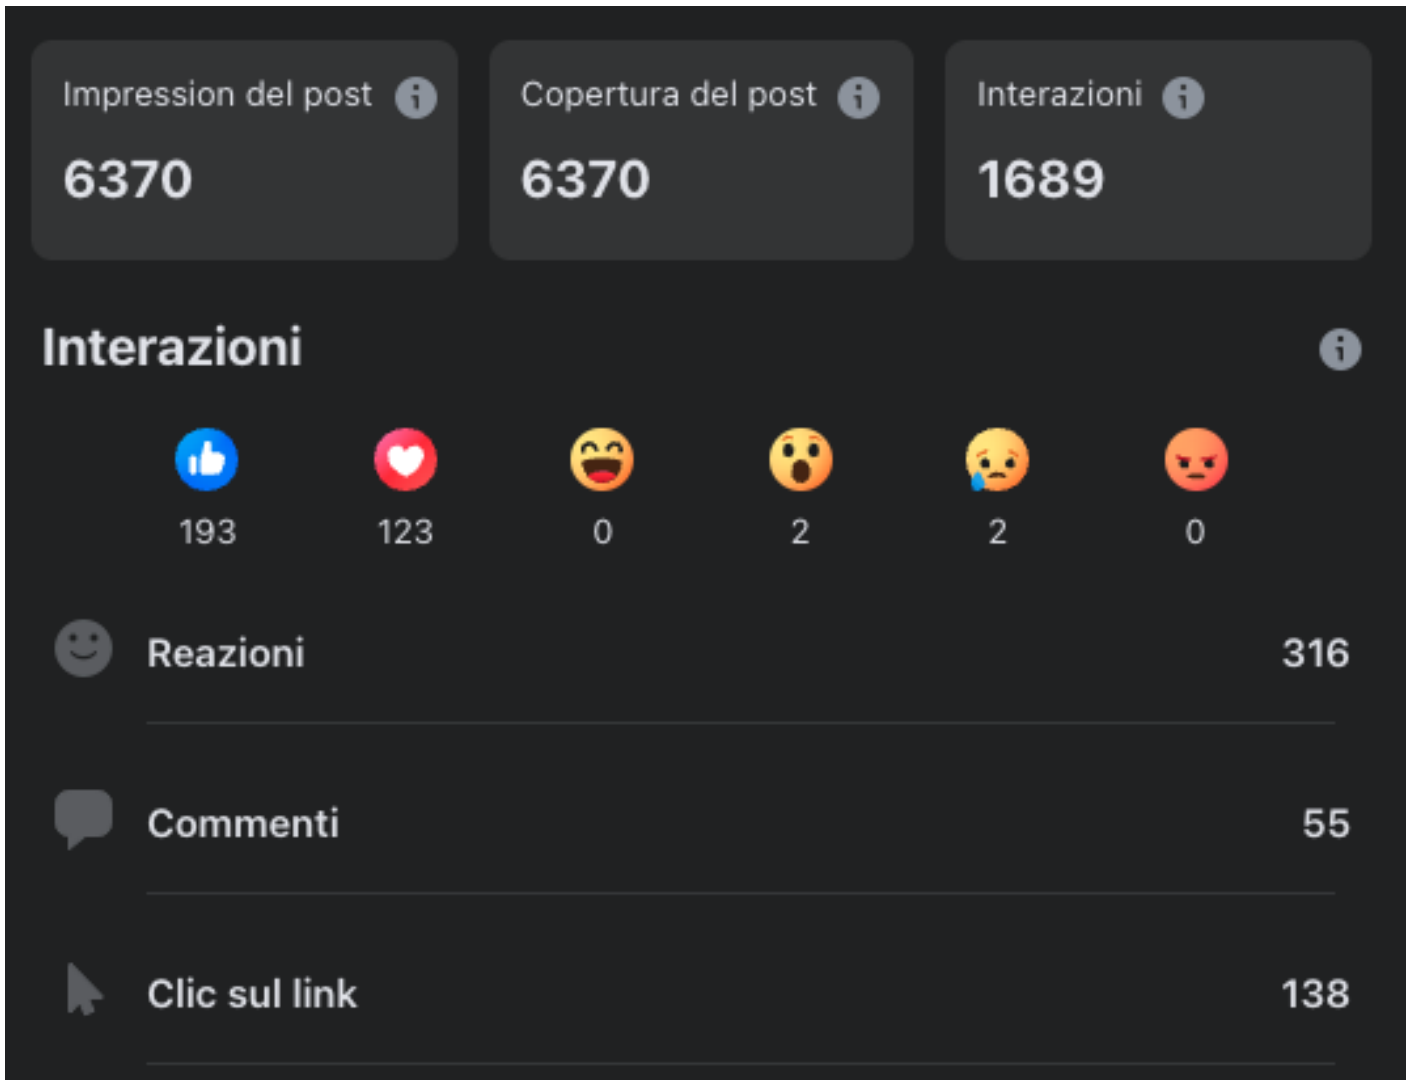 Impression del post
6370
Copertura del post
6370
Interazioni
1689
Interazioni
193 123 0 2 2 0
Reazioni 316
Commenti 55
Clic sul link 138